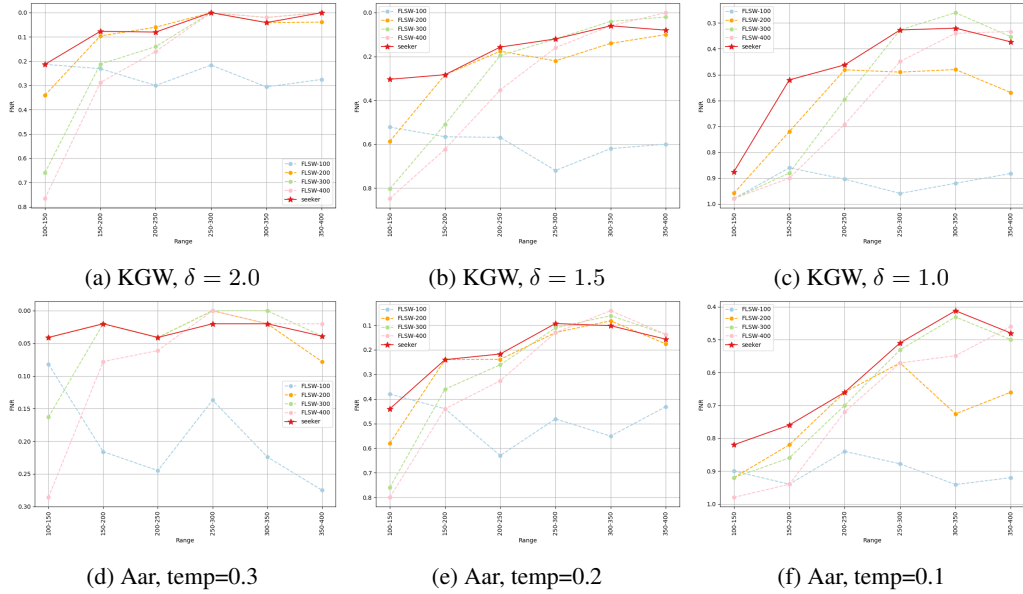 0.0
0.1
0.2
0.3
0.4
0.5
0.6
0.7
0.8
FNR
FLSW-100
FLSW-200
FLSW-300
FLSW-400
seeker
100-150
150-200
200-250
250-300
300-350
350-400
Range
(a) KGW, δ = 2.0
0.0
0.2
0.4
0.6
0.8
FNR
FLSW-100
FLSW-200
FLSW-300
FLSW-400
seeker
100-150
150-200
200-250
250-300
300-350
350-400
Range
(b) KGW, δ = 1.5
0.3
0.4
0.5
0.6
0.7
0.8
0.9
1.0
FNR
FLSW-100
FLSW-200
FLSW-300
FLSW-400
seeker
100-150
150-200
200-250
250-300
300-350
350-400
Range
(c) KGW, δ = 1.0
0.00
0.05
0.10
0.15
0.20
0.25
0.30
FNR
FLSW-100
FLSW-200
FLSW-300
FLSW-400
seeker
100-150
150-200
200-250
250-300
300-350
350-400
Range
(d) Aar, temp=0.3
0.1
0.2
0.3
0.4
0.5
0.6
0.7
0.8
FNR
FLSW-100
FLSW-200
FLSW-300
FLSW-400
seeker
100-150
150-200
200-250
250-300
300-350
350-400
Range
(e) Aar, temp=0.2
0.4
0.5
0.6
0.7
0.8
0.9
1.0
FNR
FLSW-100
FLSW-200
FLSW-300
FLSW-400
seeker
100-150
150-200
200-250
250-300
300-350
350-400
Range
(f) Aar, temp=0.1